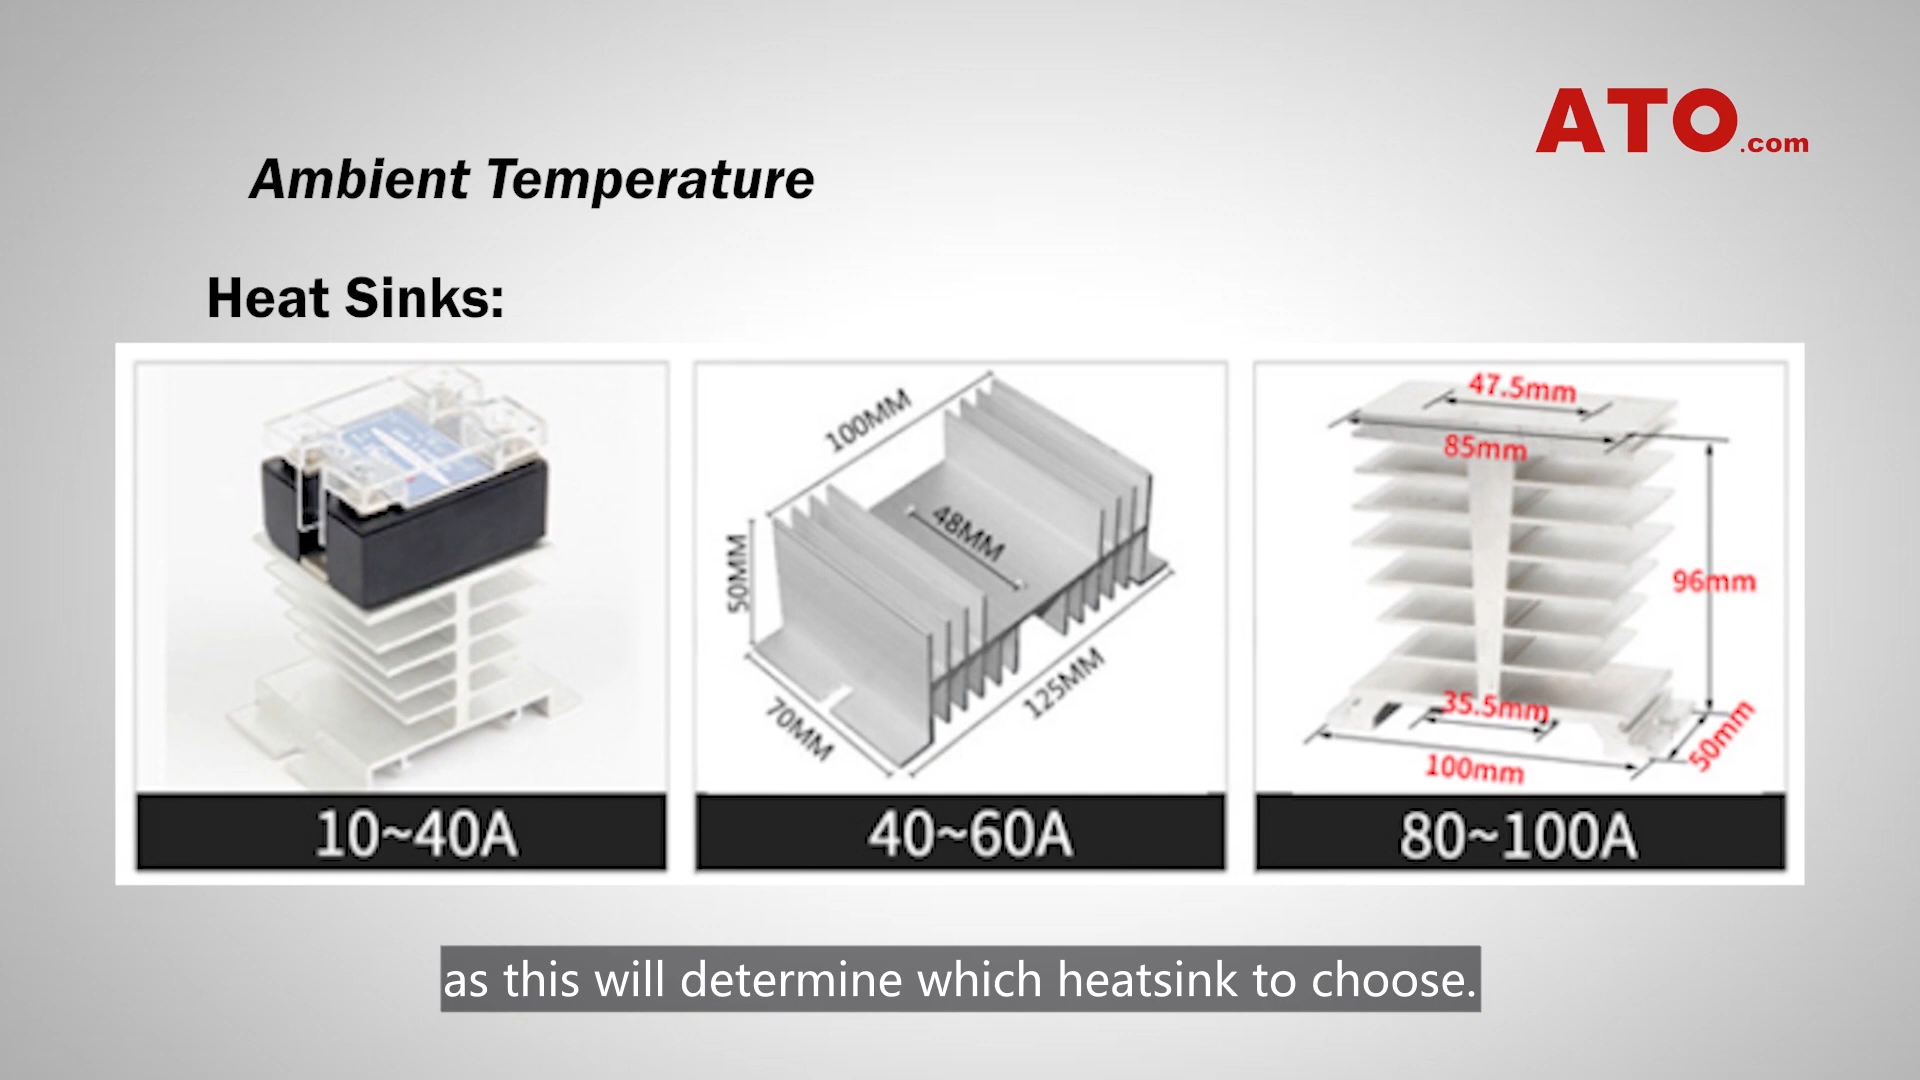 ATO.com
Ambient Temperature
Heat Sinks:
100MM
48MM
50MM
70MM
125MM
47.5mm
85mm
96mm
35.5mm
50mm
100mm
10~40A
40~60A
80~100A
as this will determine which heatsink to choose.